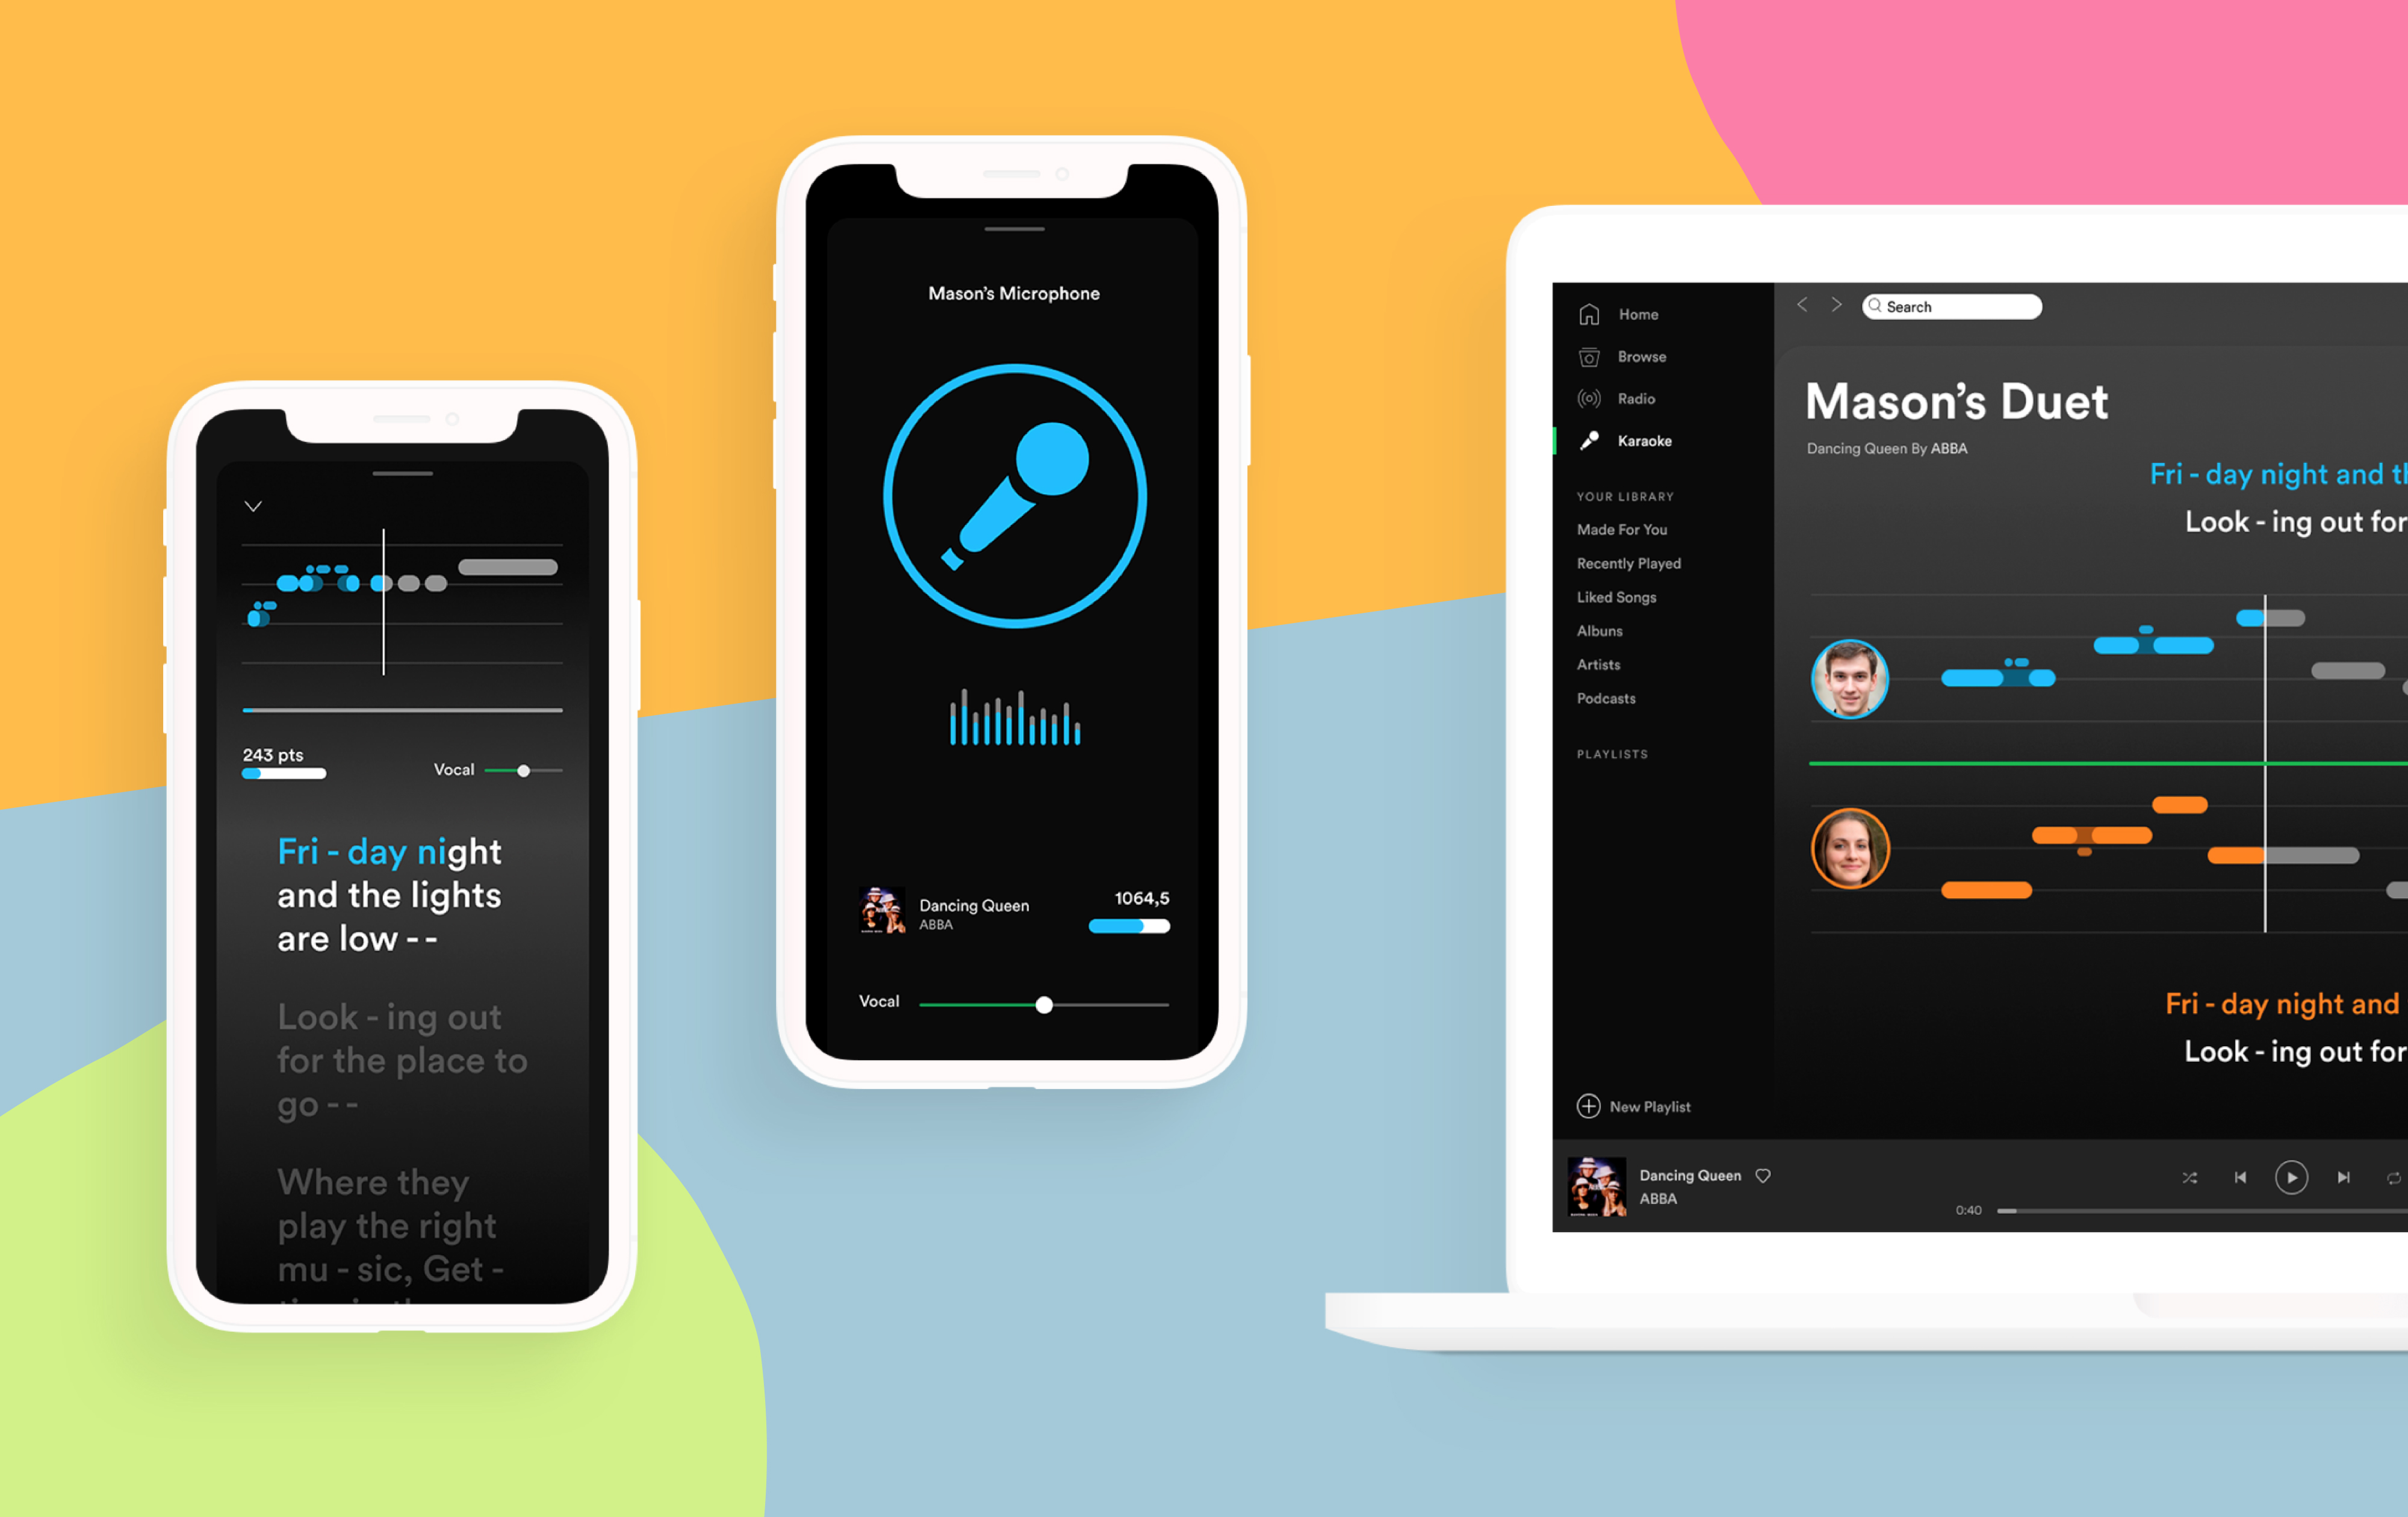 243 pts
Vocal
Fri - day night
and the lights
are low - -
Look - ing out
for the place to
go - -
Where they
play the right
mu - sic, Get -
Mason's Microphone
Dancing Queen
ABBA
1064,5
Vocal
Home
Browse
Radio
Karaoke
YOUR LIBRARY
Made For You
Recently Played
Liked Songs
Albuns
Artists
Podcasts
PLAYLISTS
New Playlist
Search
Mason's Duet
Dancing Queen By ABBA
Fri - day night and th
Look - ing out for
Fri - day night and
Look - ing out for
Dancing Queen
ABBA
0:40